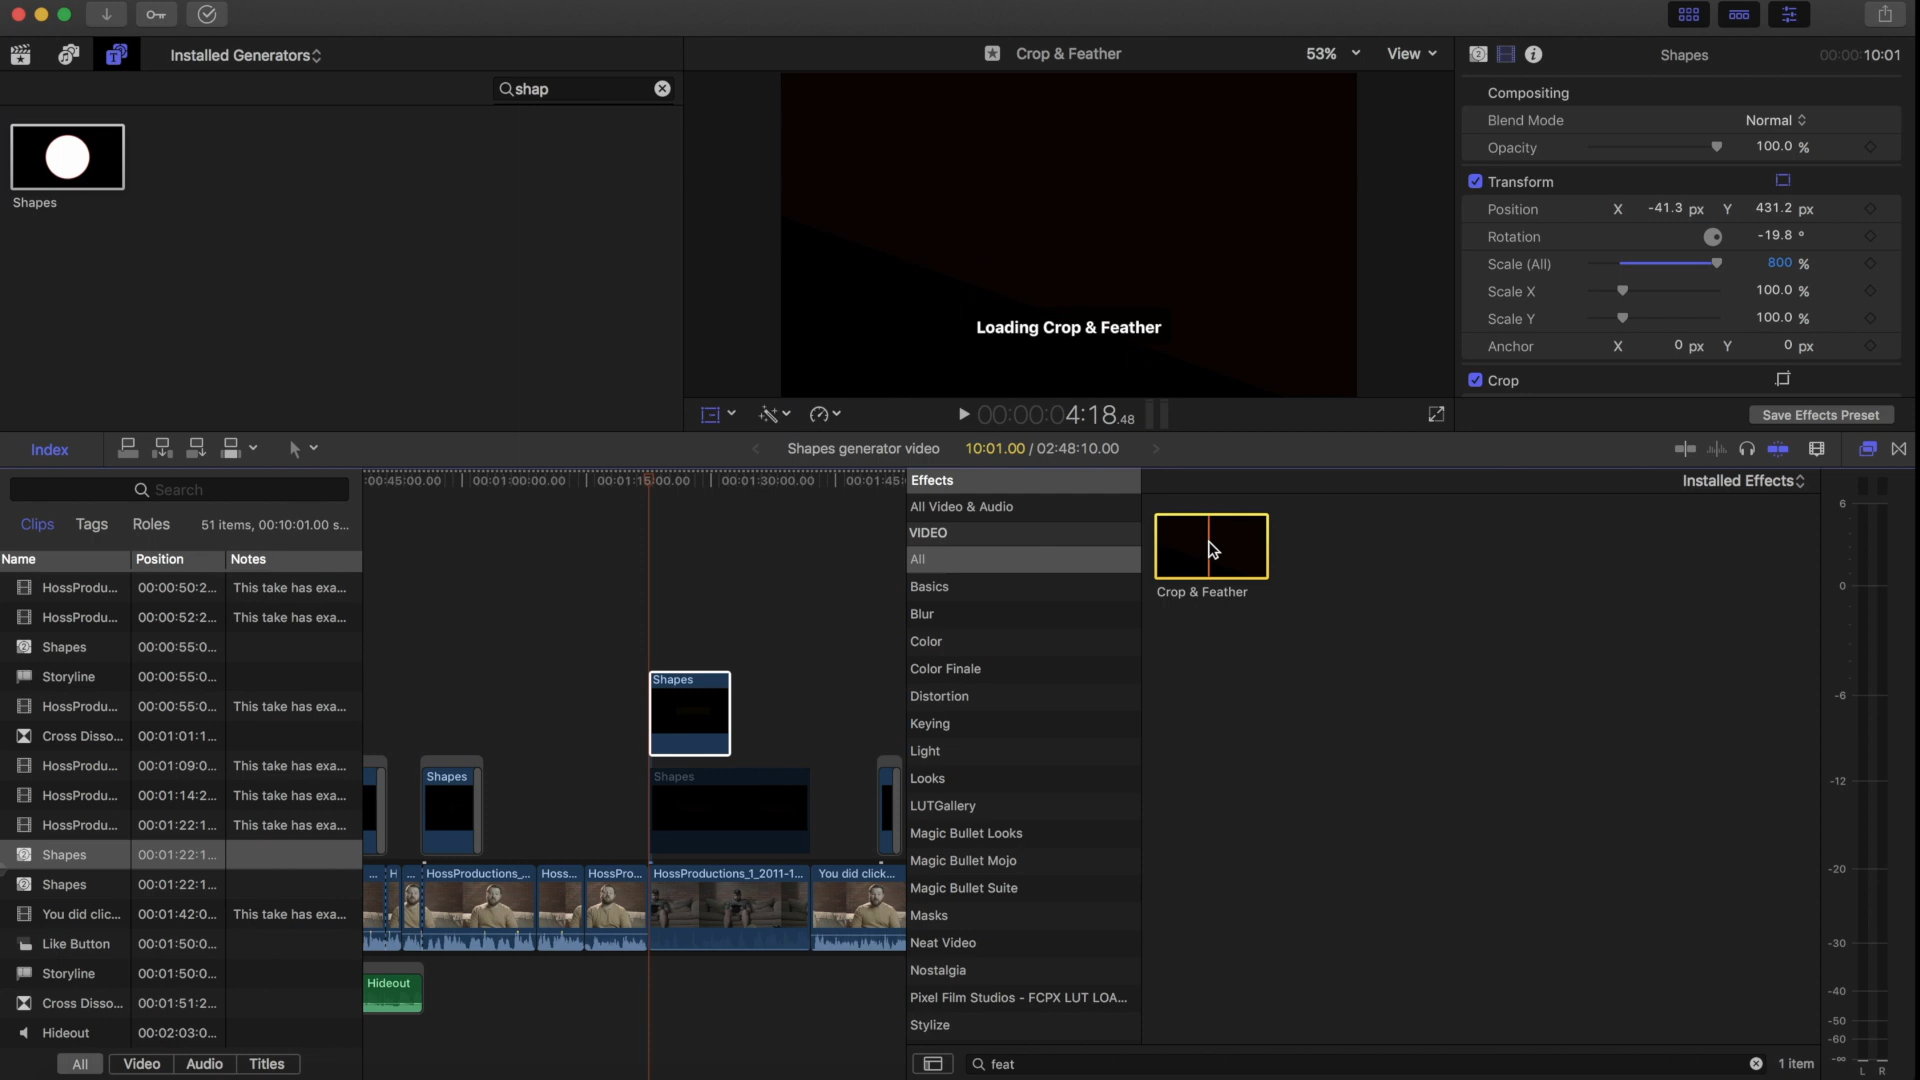 Installed Generators
shap
Shapes
Crop & Feather
53%
View
Loading Crop & Feather
00:00:04:18.48
Shapes
00:00:10:01
Compositing
Blend Mode
Normal
Opacity
100.0 %
Transform
Position
X
-41.3 px
Y
431.2 px
Rotation
-19.8 °
Scale (All)
800 %
Scale X
100.0 %
Scale Y
100.0 %
Anchor
X
0 px
Y
0 px
Crop
Save Effects Preset
Index
Shapes generator video
10:01.00 / 02:48:10.00
Search
Clips
Tags
Roles
51 items, 00:10:01.00 s...
Name
Position
Notes
HossProdu... 00:00:50:2... This take has exa...
HossProdu... 00:00:52:2... This take has exa...
Shapes 00:00:55:0...
Storyline 00:00:55:0...
HossProdu... 00:00:55:0... This take has exa...
Cross Disso... 00:01:01:1...
HossProdu... 00:01:09:0... This take has exa...
HossProdu... 00:01:14:2... This take has exa...
HossProdu... 00:01:22:1... This take has exa...
Shapes 00:01:22:1...
Shapes 00:01:22:1...
You did clic... 00:01:42:0... This take has exa...
Like Button 00:01:50:0...
Storyline 00:01:50:0...
Cross Disso... 00:01:51:2...
Hideout 00:02:03:0...
All
Video
Audio
Titles
:00:45:00.00
00:01:00:00.00
00:01:15:00.00
00:01:30:00.00
00:01:45:
Shapes
Shapes
Shapes
... H ... HossProductions_... Hoss... HossPro... HossProductions_1_2011-1... You did click...
Hideout
Effects
All Video & Audio
VIDEO
All
Basics
Blur
Color
Color Finale
Distortion
Keying
Light
Looks
LUTGallery
Magic Bullet Looks
Magic Bullet Mojo
Magic Bullet Suite
Masks
Neat Video
Nostalgia
Pixel Film Studios - FCPX LUT LOA...
Stylize
Installed Effects
Crop & Feather
feat
1 item
6
0
-6
-12
-20
-30
-40
-50
-60
-∞
L R